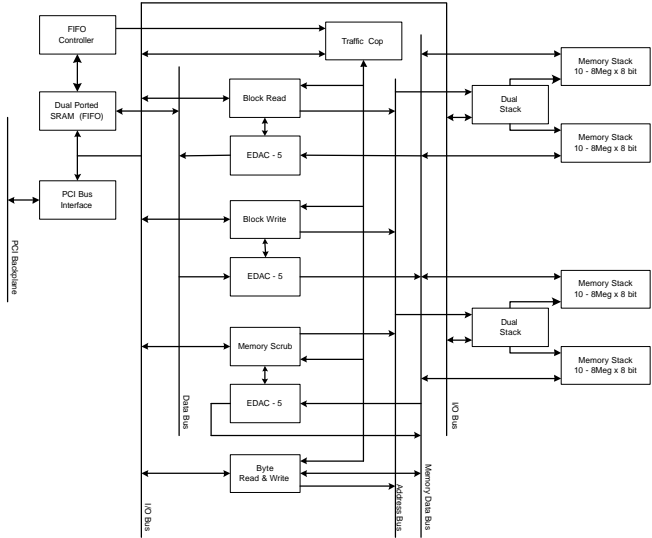 FIFO
Controller
Traffic Cop
Memory Stack
10 - 8Meg x 8 bit
Dual Ported
SRAM (FIFO)
Block Read
Dual
Stack
EDAC - 5
Memory Stack
10 - 8Meg x 8 bit
PCI Bus
Interface
Block Write
PCI Backplane
EDAC - 5
Memory Stack
10 - 8Meg x 8 bit
Dual
Stack
Memory Scrub
Memory Stack
10 - 8Meg x 8 bit
EDAC - 5
Data Bus
I/O Bus
Byte
Read & Write
I/O Bus
Address Bus
Memory Data Bus